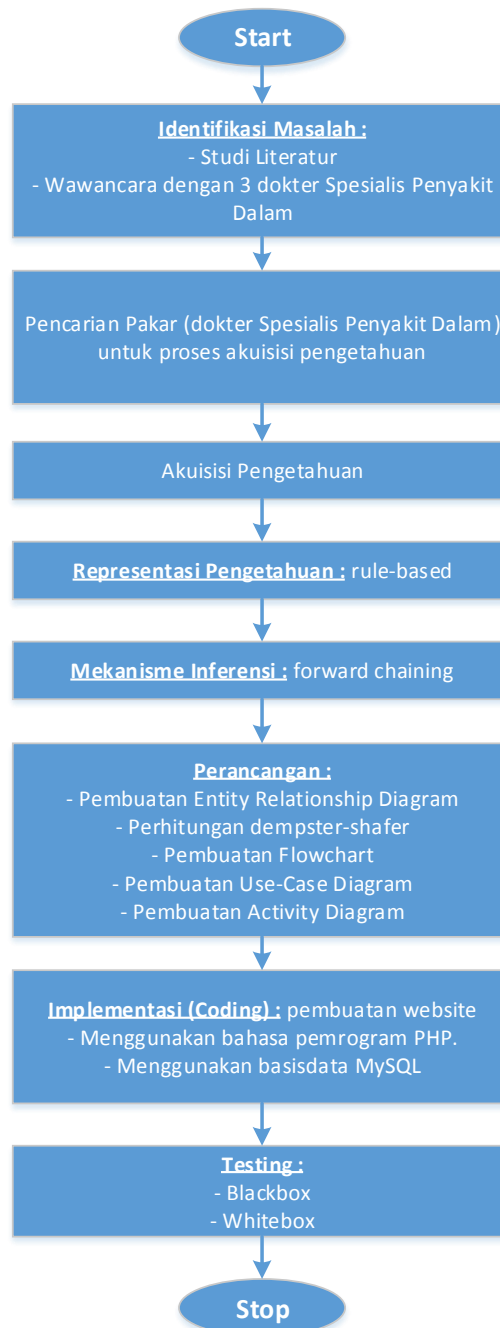 Start
Identifikasi Masalah :
- Studi Literatur
- Wawancara dengan 3 dokter Spesialis Penyakit
Dalam
Pencarian Pakar (dokter Spesialis Penyakit Dalam)
untuk proses akuisisi pengetahuan
Akuisisi Pengetahuan
Representasi Pengetahuan : rule-based
Mekanisme Inferensi : forward chaining
Perancangan :
- Pembuatan Entity Relationship Diagram
- Perhitungan dempster-shafer
- Pembuatan Flowchart
- Pembuatan Use-Case Diagram
- Pembuatan Activity Diagram
Implementasi (Coding) : pembuatan website
- Menggunakan bahasa pemrogram PHP.
- Menggunakan basisdata MySQL
Testing :
- Blackbox
- Whitebox
Stop